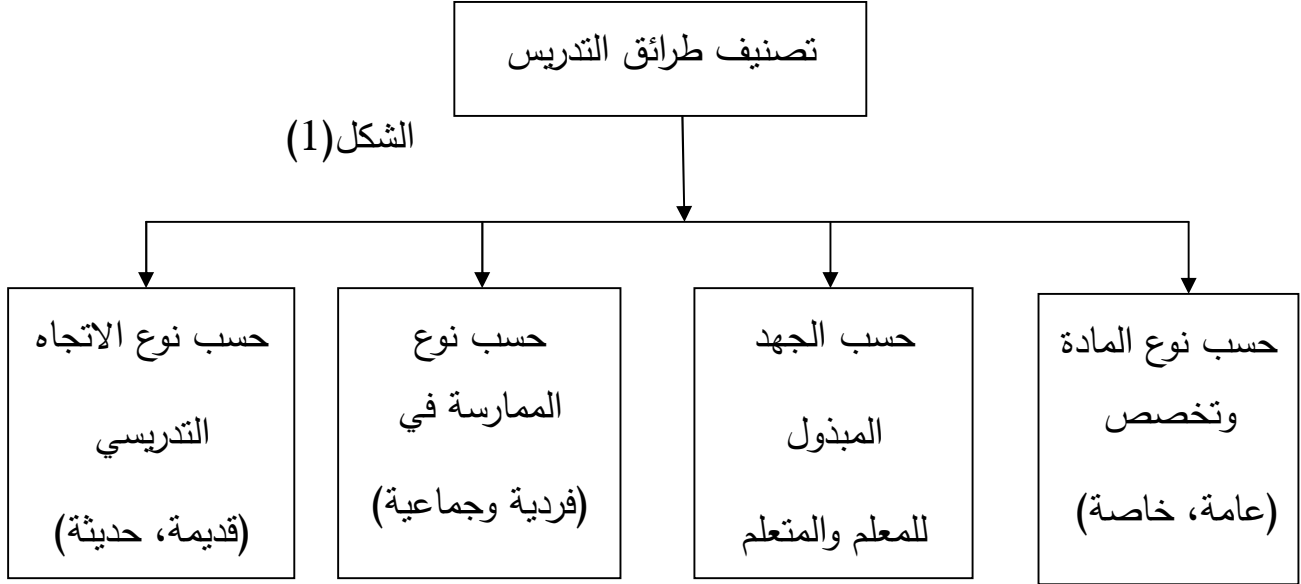 تصنيف طرائق التدريس
الشكل(1)
حسب نوع المادة
وتخصص
(عامة، خاصة)
حسب الجهد
المبذول
للمعلم والمتعلم
حسب نوع
الممارسة في
(فردية وجماعية)
حسب نوع الاتجاه
التدريسي
(قديمة، حديثة)